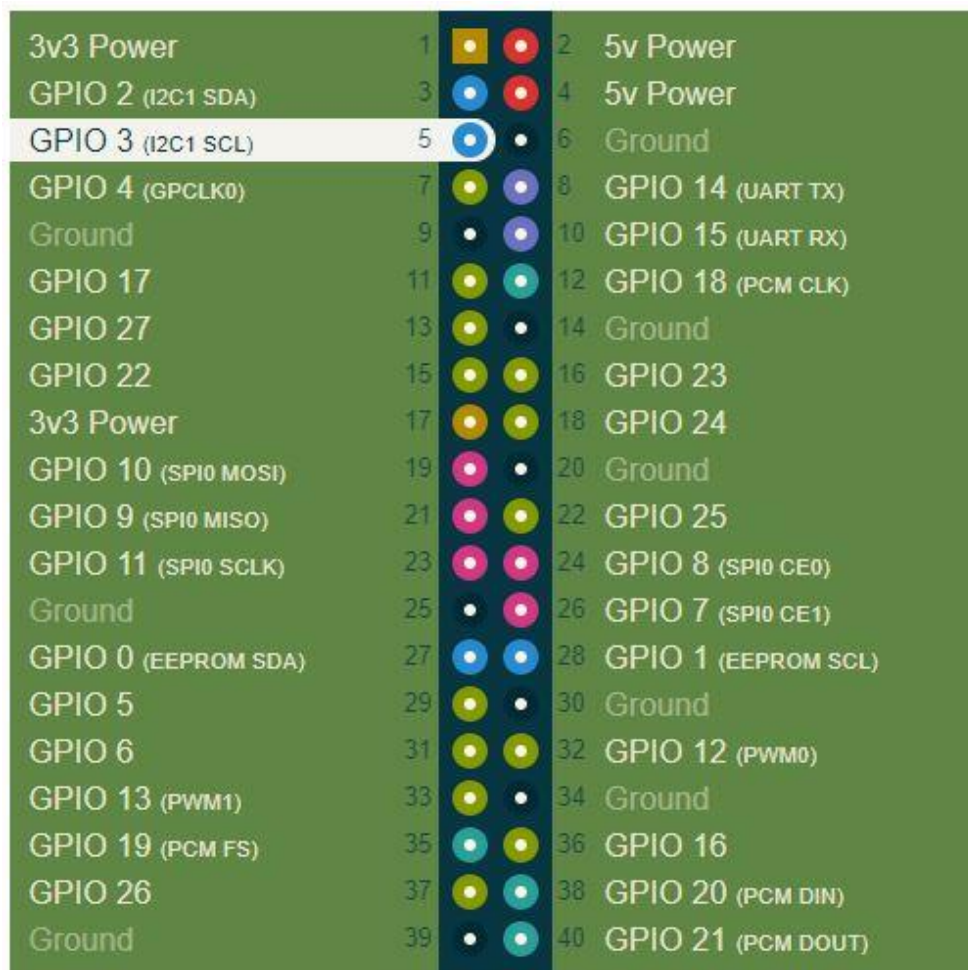 3v3 Power 1 2 5v Power
GPIO 2 (I2C1 SDA) 3 4 5v Power
GPIO 3 (I2C1 SCL) 5 6 Ground
GPIO 4 (GPCLK0) 7 8 GPIO 14 (UART TX)
Ground 9 10 GPIO 15 (UART RX)
GPIO 17 11 12 GPIO 18 (PCM CLK)
GPIO 27 13 14 Ground
GPIO 22 15 16 GPIO 23
3v3 Power 17 18 GPIO 24
GPIO 10 (SPI0 MOSI) 19 20 Ground
GPIO 9 (SPI0 MISO) 21 22 GPIO 25
GPIO 11 (SPI0 SCLK) 23 24 GPIO 8 (SPI0 CE0)
Ground 25 26 GPIO 7 (SPI0 CE1)
GPIO 0 (EEPROM SDA) 27 28 GPIO 1 (EEPROM SCL)
GPIO 5 29 30 Ground
GPIO 6 31 32 GPIO 12 (PWM0)
GPIO 13 (PWM1) 33 34 Ground
GPIO 19 (PCM FS) 35 36 GPIO 16
GPIO 26 37 38 GPIO 20 (PCM DIN)
Ground 39 40 GPIO 21 (PCM DOUT)